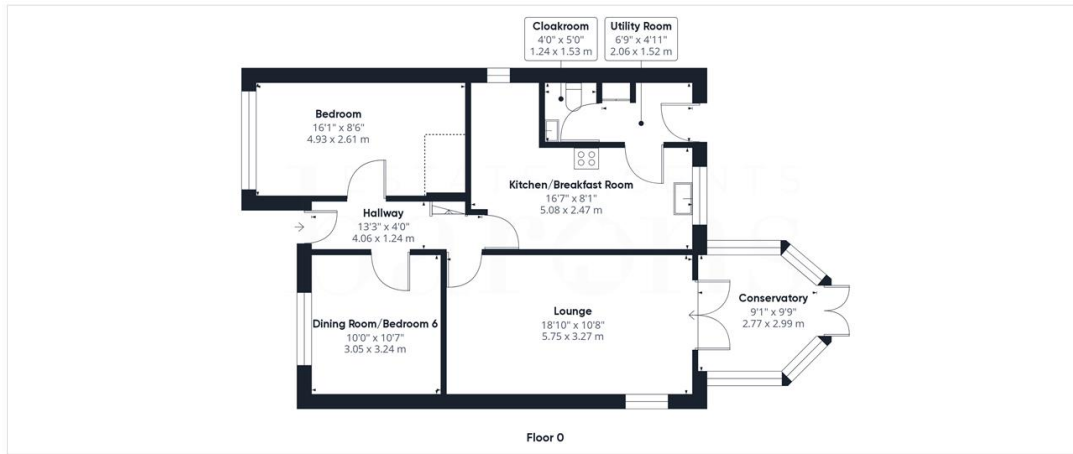 Cloakroom
4'0" x 5'0"
1.24 x 1.53 m
Utility Room
6'9" x 4'11"
2.06 x 1.52 m
Bedroom
16'1" x 8'6"
4.93 x 2.61 m
Kitchen/Breakfast Room
16'7" x 8'1"
5.08 x 2.47 m
Hallway
13'3" x 4'0"
4.06 x 1.24 m
Dining Room/Bedroom 6
10'0" x 10'7"
3.05 x 3.24 m
Lounge
18'10" x 10'8"
5.75 x 3.27 m
Conservatory
9'1" x 9'9"
2.77 x 2.99 m
Floor 0